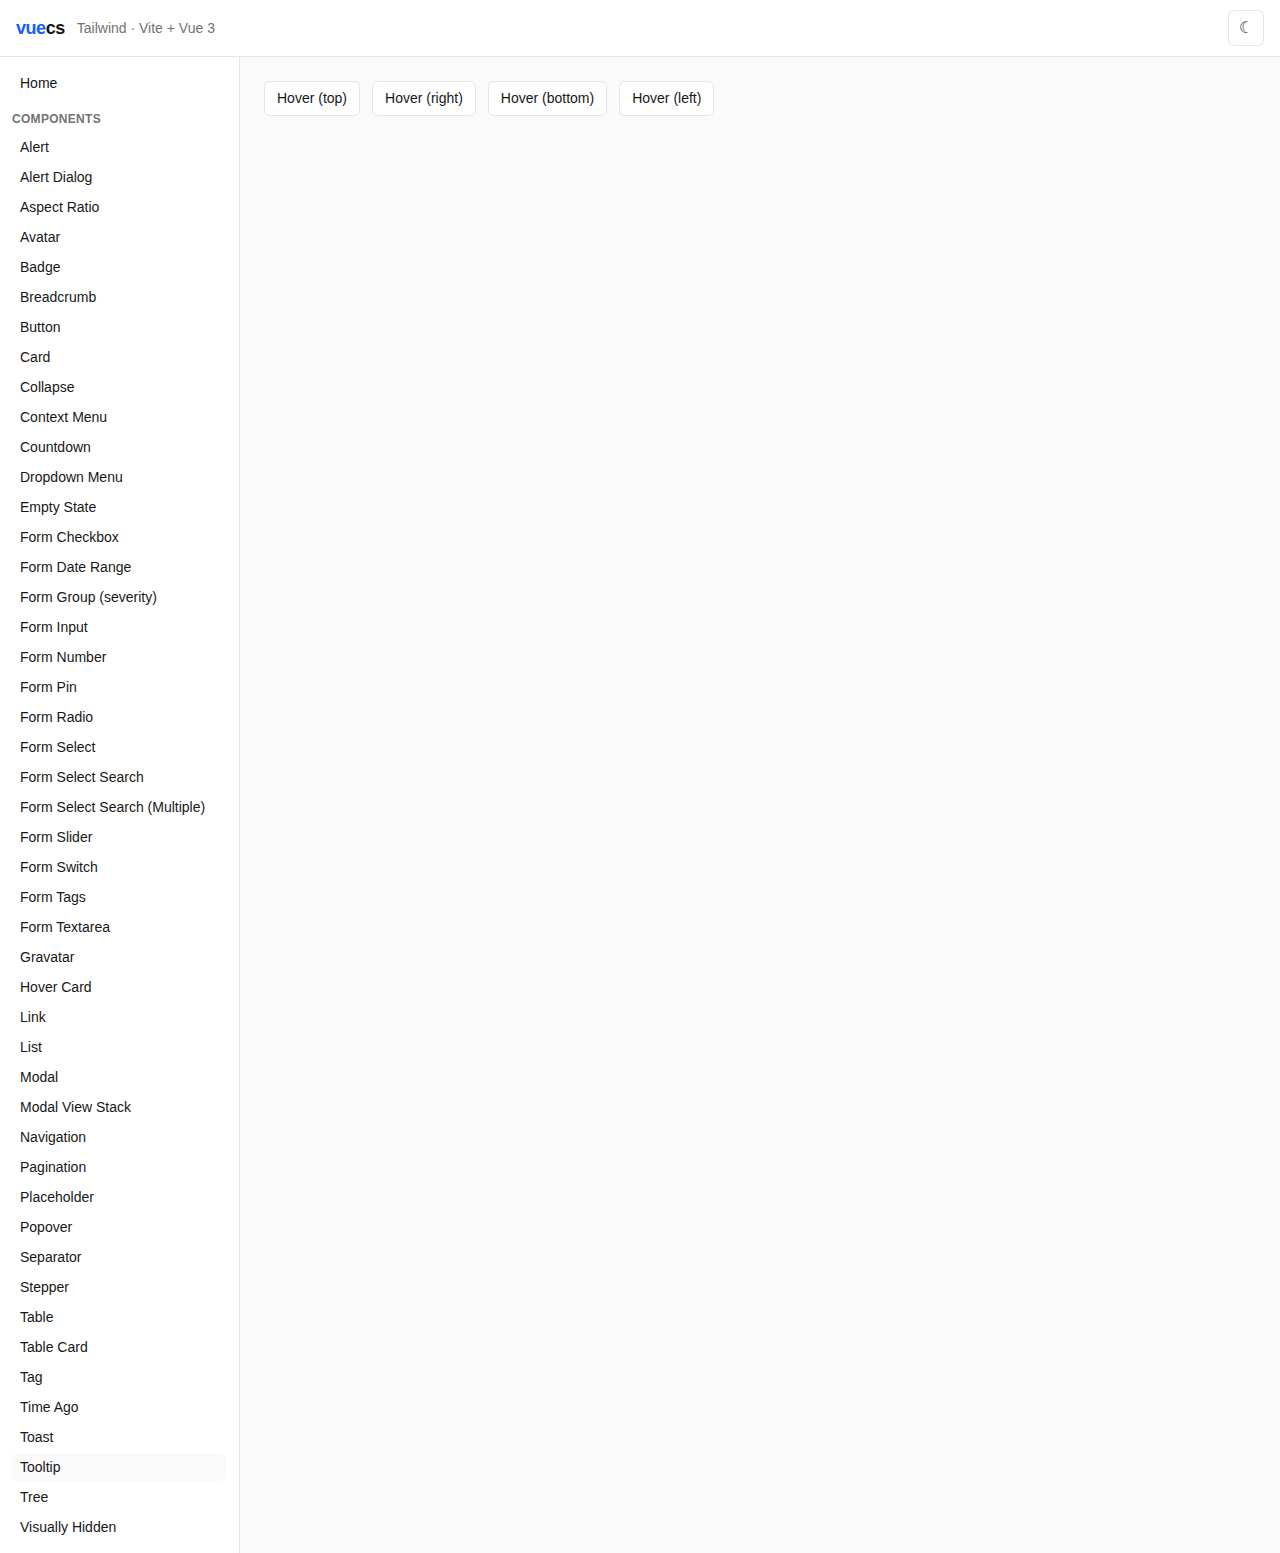 vuecs Tailwind · Vite + Vue 3
Home
COMPONENTS
Alert
Alert Dialog
Aspect Ratio
Avatar
Badge
Breadcrumb
Button
Card
Collapse
Context Menu
Countdown
Dropdown Menu
Empty State
Form Checkbox
Form Date Range
Form Group (severity)
Form Input
Form Number
Form Pin
Form Radio
Form Select
Form Select Search
Form Select Search (Multiple)
Form Slider
Form Switch
Form Tags
Form Textarea
Gravatar
Hover Card
Link
List
Modal
Modal View Stack
Navigation
Pagination
Placeholder
Popover
Separator
Stepper
Table
Table Card
Tag
Time Ago
Toast
Tooltip
Tree
Visually Hidden
Hover (top) Hover (right) Hover (bottom) Hover (left)